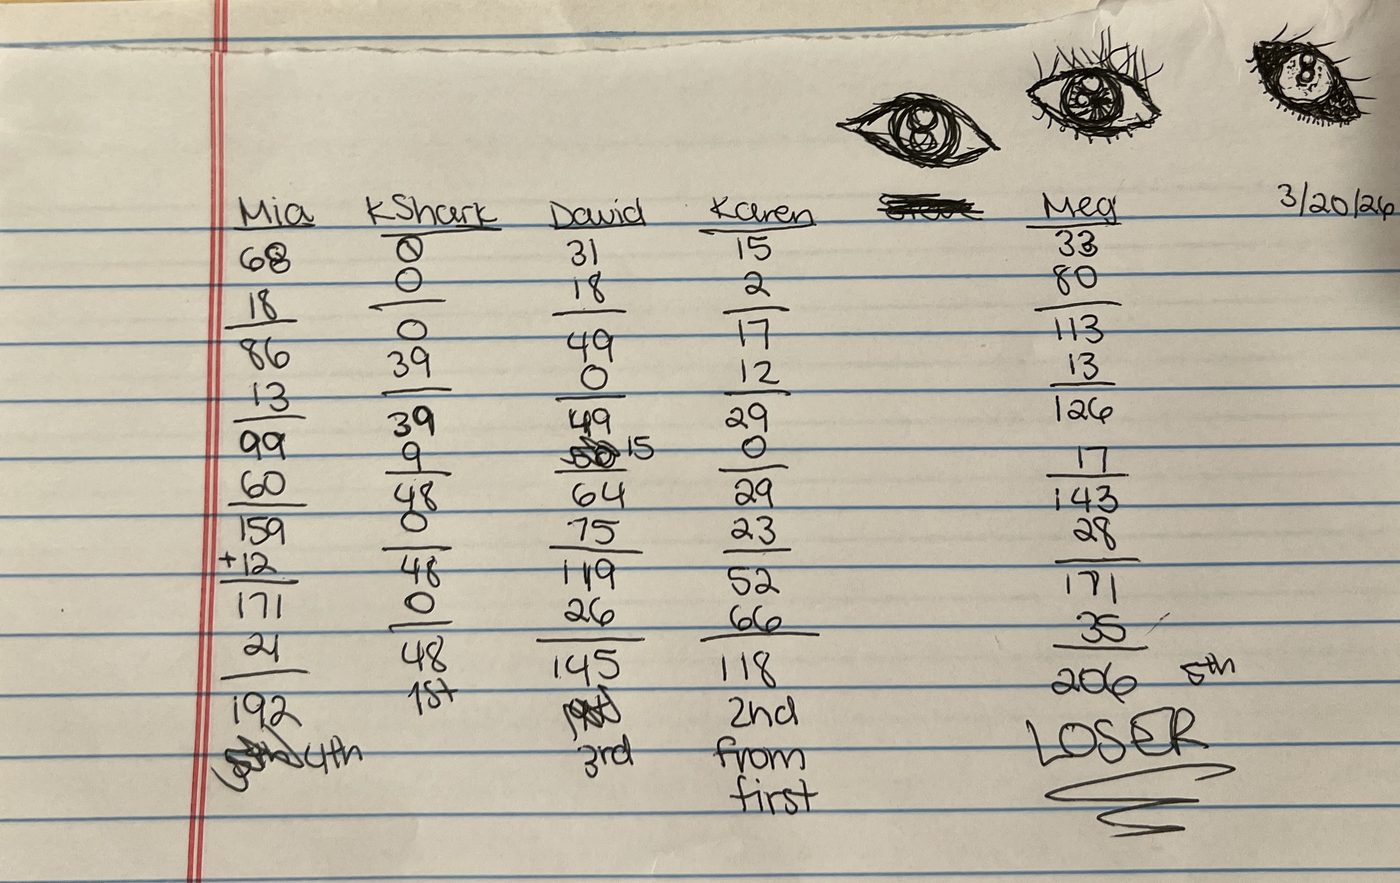 8 8 8
Mia KShark David Karen Meg 3/20/26
68 0 31 15 33
18 0 18 2 80
86 0 49 17 113
13 39 0 12 13
99 39 49 29 126
60 9 15 0 17
159 48 64 29 143
+12 0 75 23 28
171 48 119 52 171
21 0 26 66 35
192 48 145 118 206 5th
4th 1st 3rd 2nd LOSER
from
first